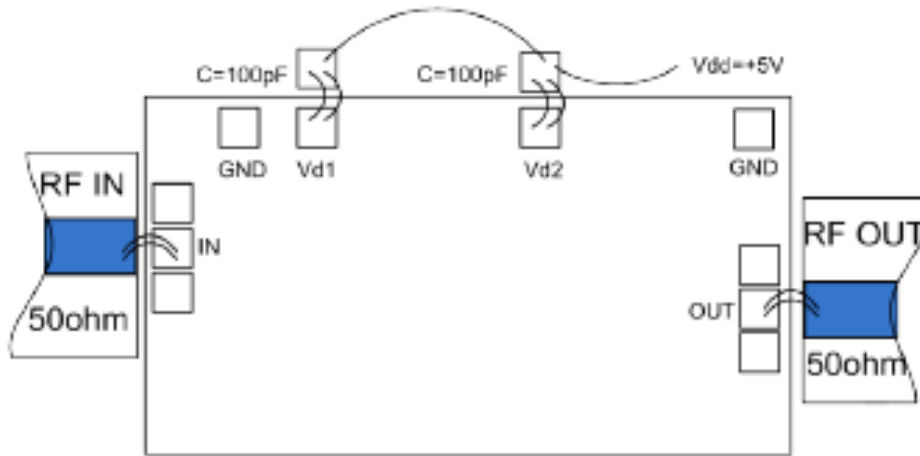 C=100pF
C=100pF
Vdd=+5V
GND
Vd1
Vd2
GND
RF IN
IN
50ohm
RF OUT
OUT
50ohm